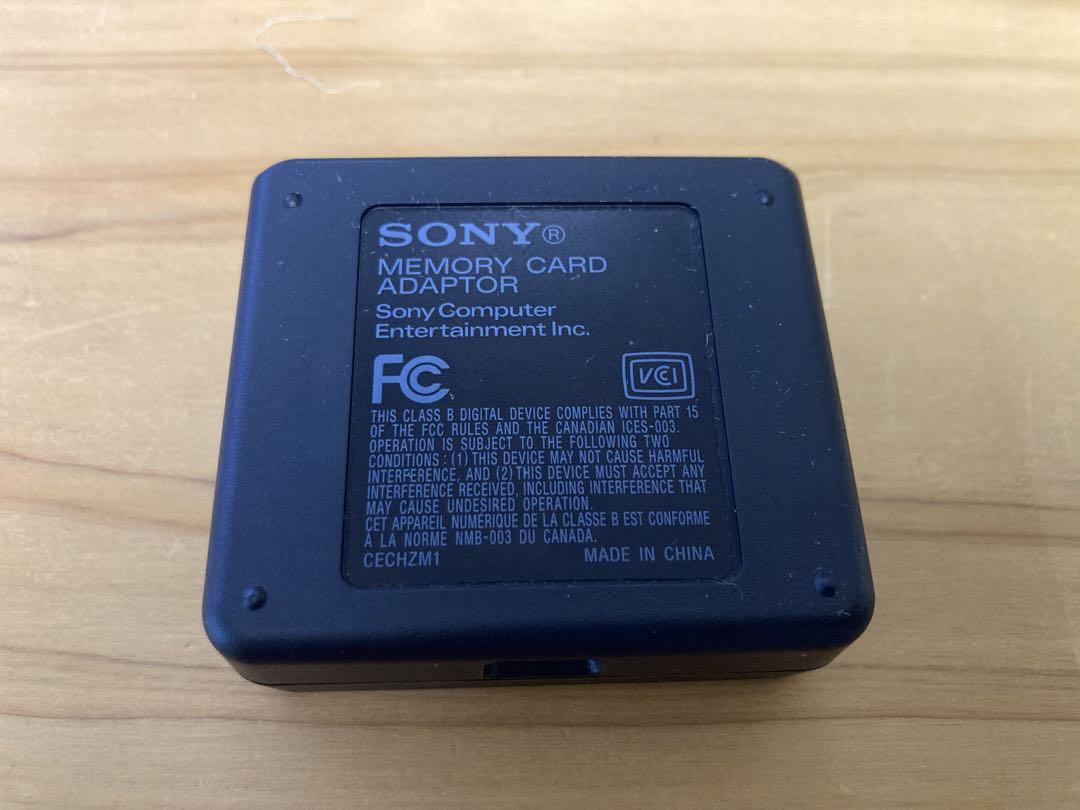 SONY®
MEMORY CARD
ADAPTOR
Sony Computer
Entertainment Inc.
FC
VCI
THIS CLASS B DIGITAL DEVICE COMPLIES WITH PART 15
OF THE FCC RULES AND THE CANADIAN ICES-003.
OPERATION IS SUBJECT TO THE FOLLOWING TWO
CONDITIONS : (1) THIS DEVICE MAY NOT CAUSE HARMFUL
INTERFERENCE, AND (2) THIS DEVICE MUST ACCEPT ANY
INTERFERENCE RECEIVED, INCLUDING INTERFERENCE THAT
MAY CAUSE UNDESIRED OPERATION.
CET APPAREIL NUMÉRIQUE DE LA CLASSE B EST CONFORME
À LA NORME NMB-003 DU CANADA.
CECHZM1 MADE IN CHINA